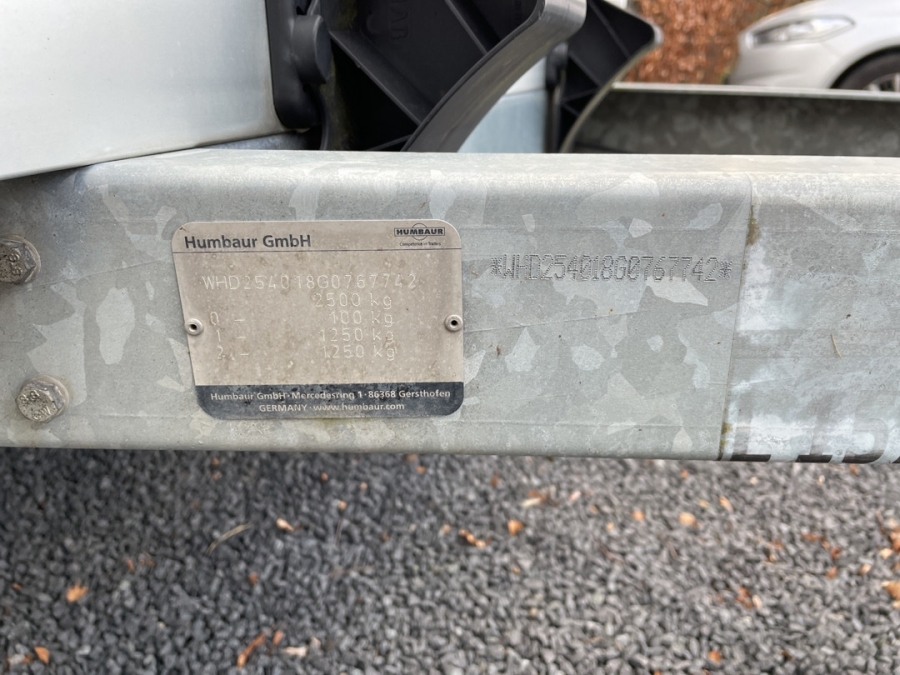 Humbaur GmbH
HUMBAUR
WHD254018G0767742
2500 kg
0 - 100 kg
1 - 1250 kg
2 - 1250 kg
Humbaur GmbH · Mercedesring 1 · 86368 Gersthofen
GERMANY · www.humbaur.com
*WHD254018G0767742*